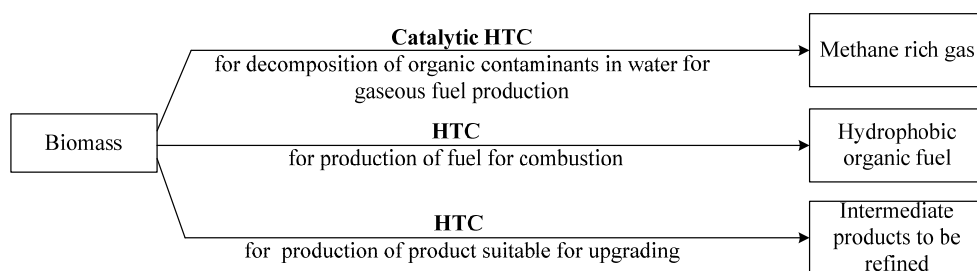 Catalytic HTC
for decomposition of organic contaminants in water for
gaseous fuel production
Methane rich gas
Biomass
HTC
for production of fuel for combustion
Hydrophobic
organic fuel
HTC
for production of product suitable for upgrading
Intermediate
products to be
refined